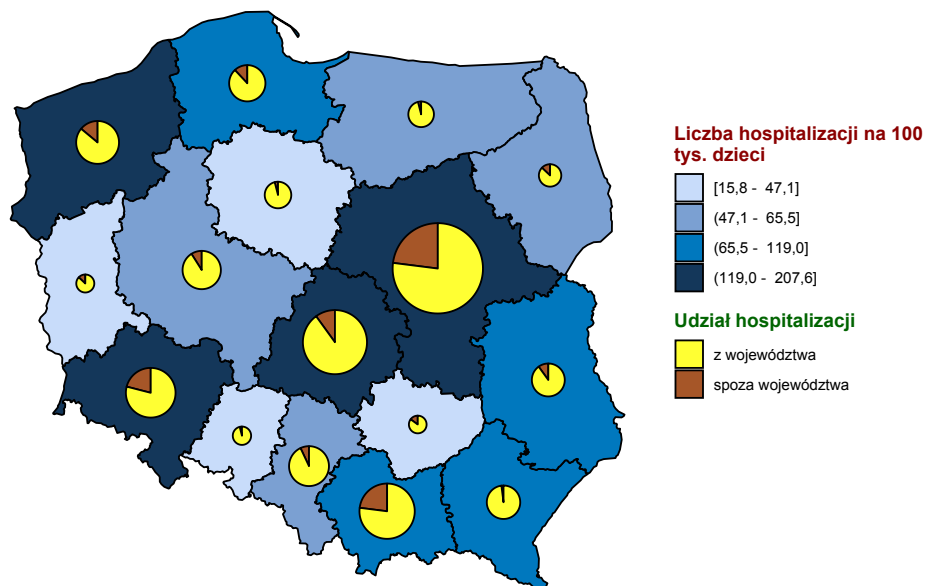 Liczba hospitalizacji na 100
tys. dzieci
[15,8 - 47,1]
(47,1 - 65,5]
(65,5 - 119,0]
(119,0 - 207,6]
Udział hospitalizacji
z województwa
spoza województwa